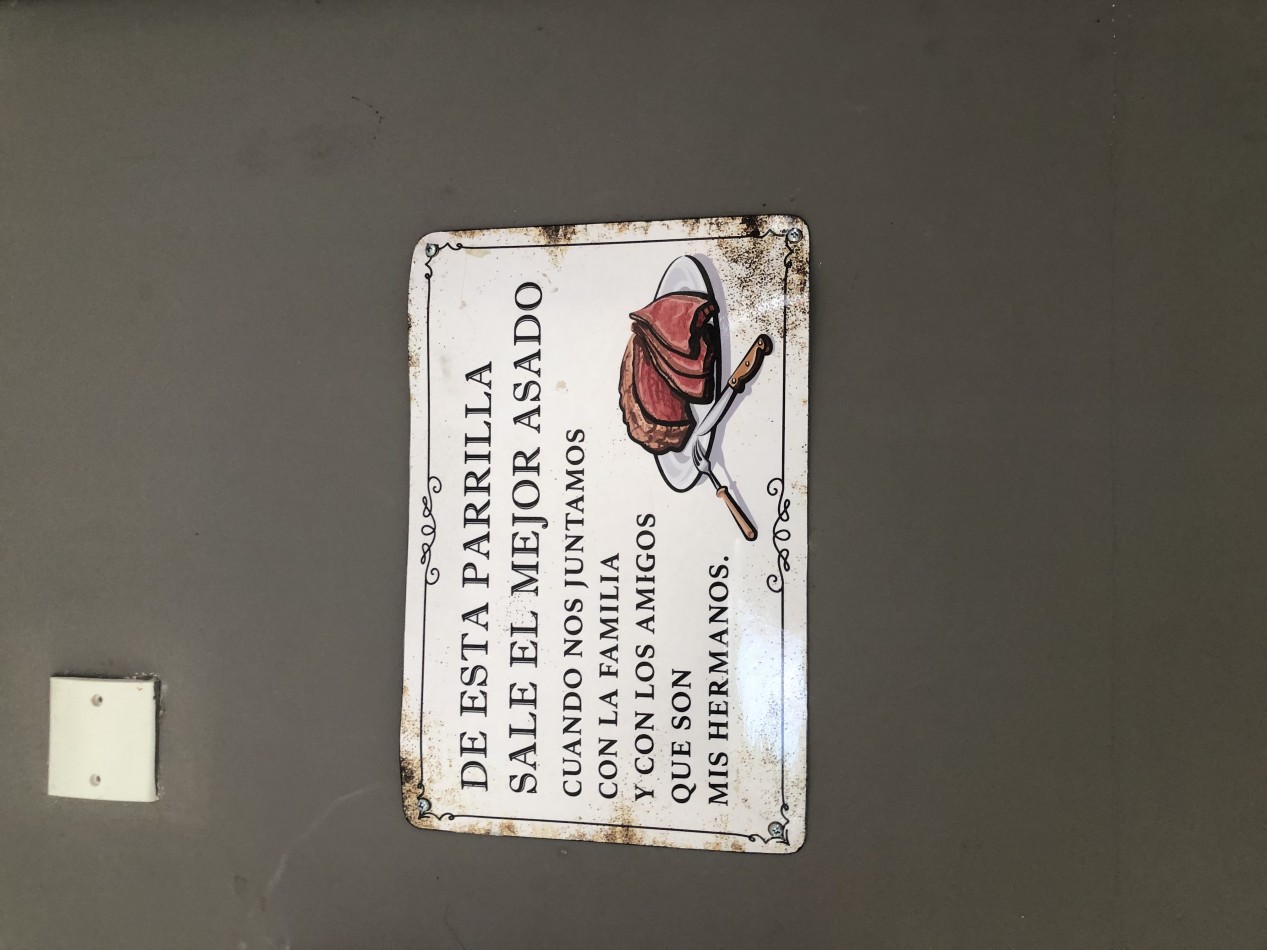 DE ESTA PARRILLA
SALE EL MEJOR ASADO
CUANDO NOS JUNTAMOS
CON LA FAMILIA
Y CON LOS AMIGOS
QUE SON
MIS HERMANOS.